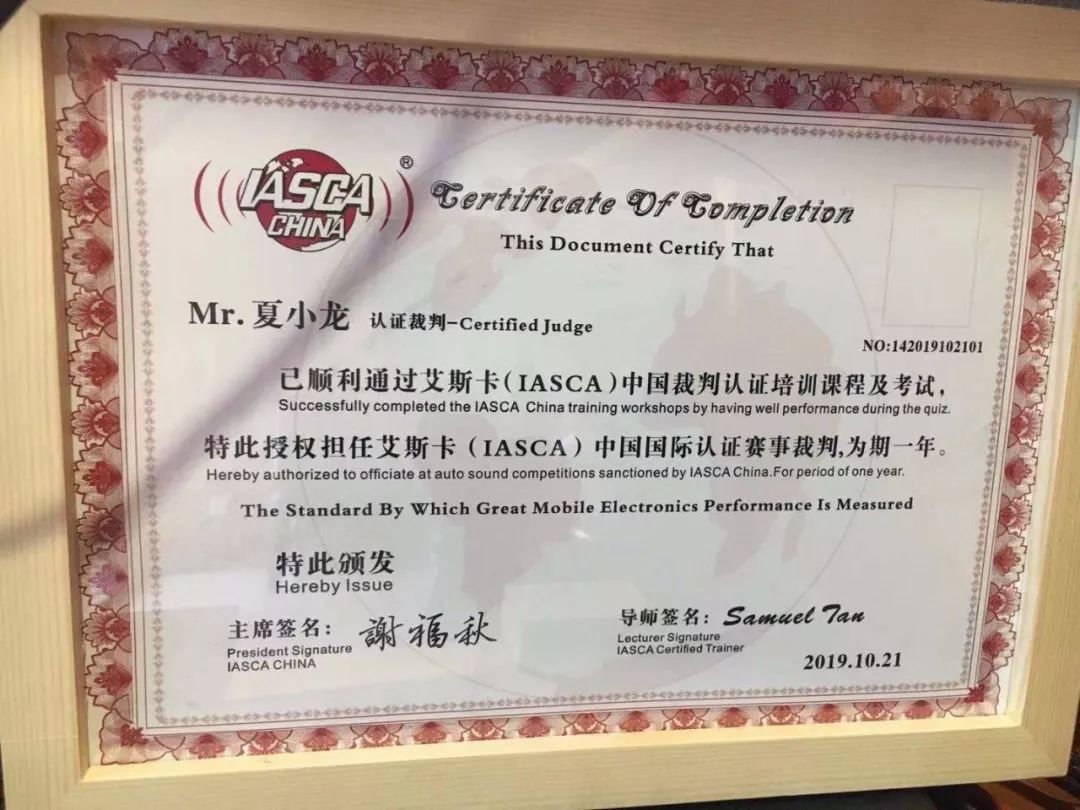 IASCA
CHINA
®
Certificate Of Completion
This Document Certify That
Mr.夏小龙 认证裁判-Certified Judge
NO:142019102101
已顺利通过艾斯卡(IASCA)中国裁判认证培训课程及考试,
Successfully completed the IASCA China training workshops by having well performance during the quiz.
特此授权担任艾斯卡(IASCA)中国国际认证赛事裁判,为期一年。
Hereby authorized to officiate at auto sound competitions sanctioned by IASCA China.For period of one year.
The Standard By Which Great Mobile Electronics Performance Is Measured
特此颁发
Hereby Issue
主席签名: 謝福秋
President Signature
IASCA CHINA
导师签名: Samuel Tan
Lecturer Signature
IASCA Certified Trainer
2019.10.21